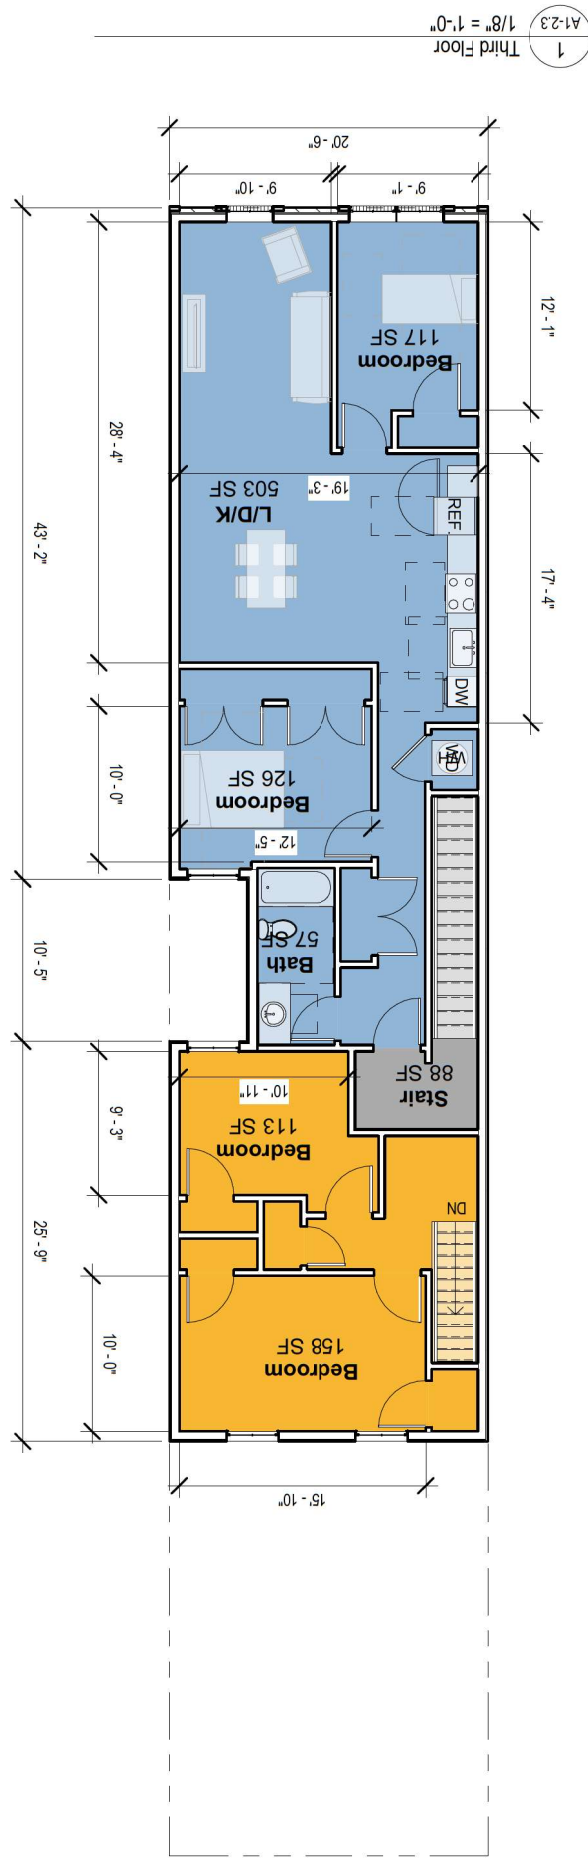 1
A1-2.3
Third Floor
1/8" = 1'-0"
20' - 6"
9' - 10"
9' - 1"
12' - 1"
28' - 4"
43' - 2"
17' - 4"
10' - 0"
10' - 5"
9' - 3"
25' - 9"
10' - 0"
15' - 10"
Bedroom
117 SF
19' - 3"
L/D/K
503 SF
REF.
DW
Bedroom
126 SF
12' - 5"
Bath
57 SF
Stair
88 SF
10' - 11"
Bedroom
113 SF
DN
Bedroom
158 SF